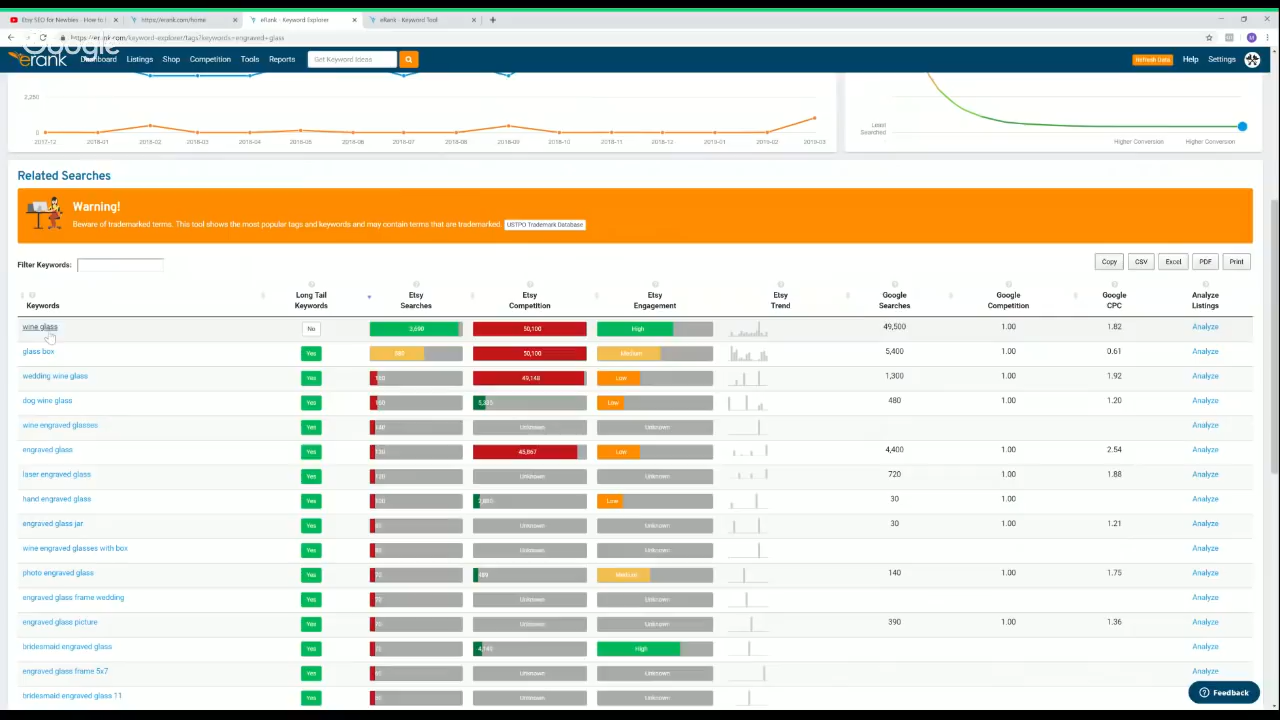 Etsy SEO for Newbies - How to
https://erank.com/home
eRank - Keyword Explorer
eRank - Keyword Tool
https://erank.com/keyword-explorer/tags?keywords=engraved+glass
Google
erank
Dashboard Listings Shop Competition Tools Reports
Get Keyword Ideas
Refresh Data
Help Settings
2,250
0
2017-12 2018-01 2018-02 2018-03 2018-04 2018-05 2018-06 2018-07 2018-08 2018-09 2018-10 2018-11 2018-12 2019-01 2019-02 2019-03
Least Searched
Higher Conversion Higher Conversion
Related Searches
Warning!
Beware of trademarked terms. This tool shows the most popular tags and keywords and may contain terms that are trademarked. USTPO Trademark Database
Filter Keywords:
Copy CSV Excel PDF Print
Keywords Long Tail Keywords Etsy Searches Etsy Competition Etsy Engagement Etsy Trend Google Searches Google Competition Google CPC Analyze Listings
wine glass No 3,690 50,100 High 49,500 1.00 1.82 Analyze
glass box Yes 50,100 Medium 5,400 1.00 0.61 Analyze
wedding wine glass Yes 49,148 Low 1,300 1.00 1.92 Analyze
dog wine glass Yes Low 480 1.00 1.20 Analyze
wine engraved glasses Yes Unknown Unknown Analyze
engraved glass Yes 45,867 Low 4,400 1.00 2.54 Analyze
laser engraved glass Yes Unknown Unknown 720 1.00 1.88 Analyze
hand engraved glass Yes Low 30 1.00 Analyze
engraved glass jar Yes Unknown Unknown 30 1.00 1.21 Analyze
wine engraved glasses with box Yes Unknown Unknown Analyze
photo engraved glass Yes 70 489 Medium 140 1.00 1.75 Analyze
engraved glass frame wedding Yes 70 Unknown Unknown Analyze
engraved glass picture Yes 70 Unknown Unknown 390 1.00 1.36 Analyze
bridesmaid engraved glass Yes High Analyze
engraved glass frame 5x7 Yes Unknown Unknown Analyze
bridesmaid engraved glass 11 Yes Unknown Unknown Analyze
Feedback